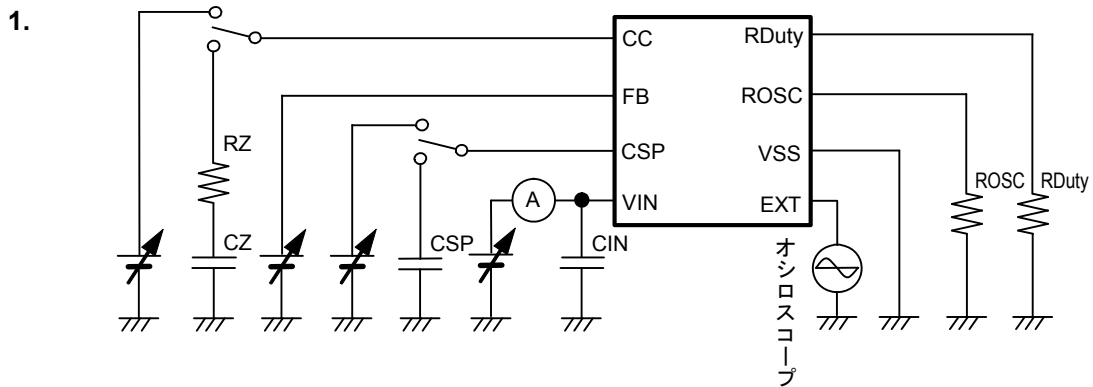 1.
CC
RDuty
FB
ROSC
RZ
CSP
VSS
ROSC
RDuty
A
VIN
EXT
CZ
CSP
CIN
オシロスコープ